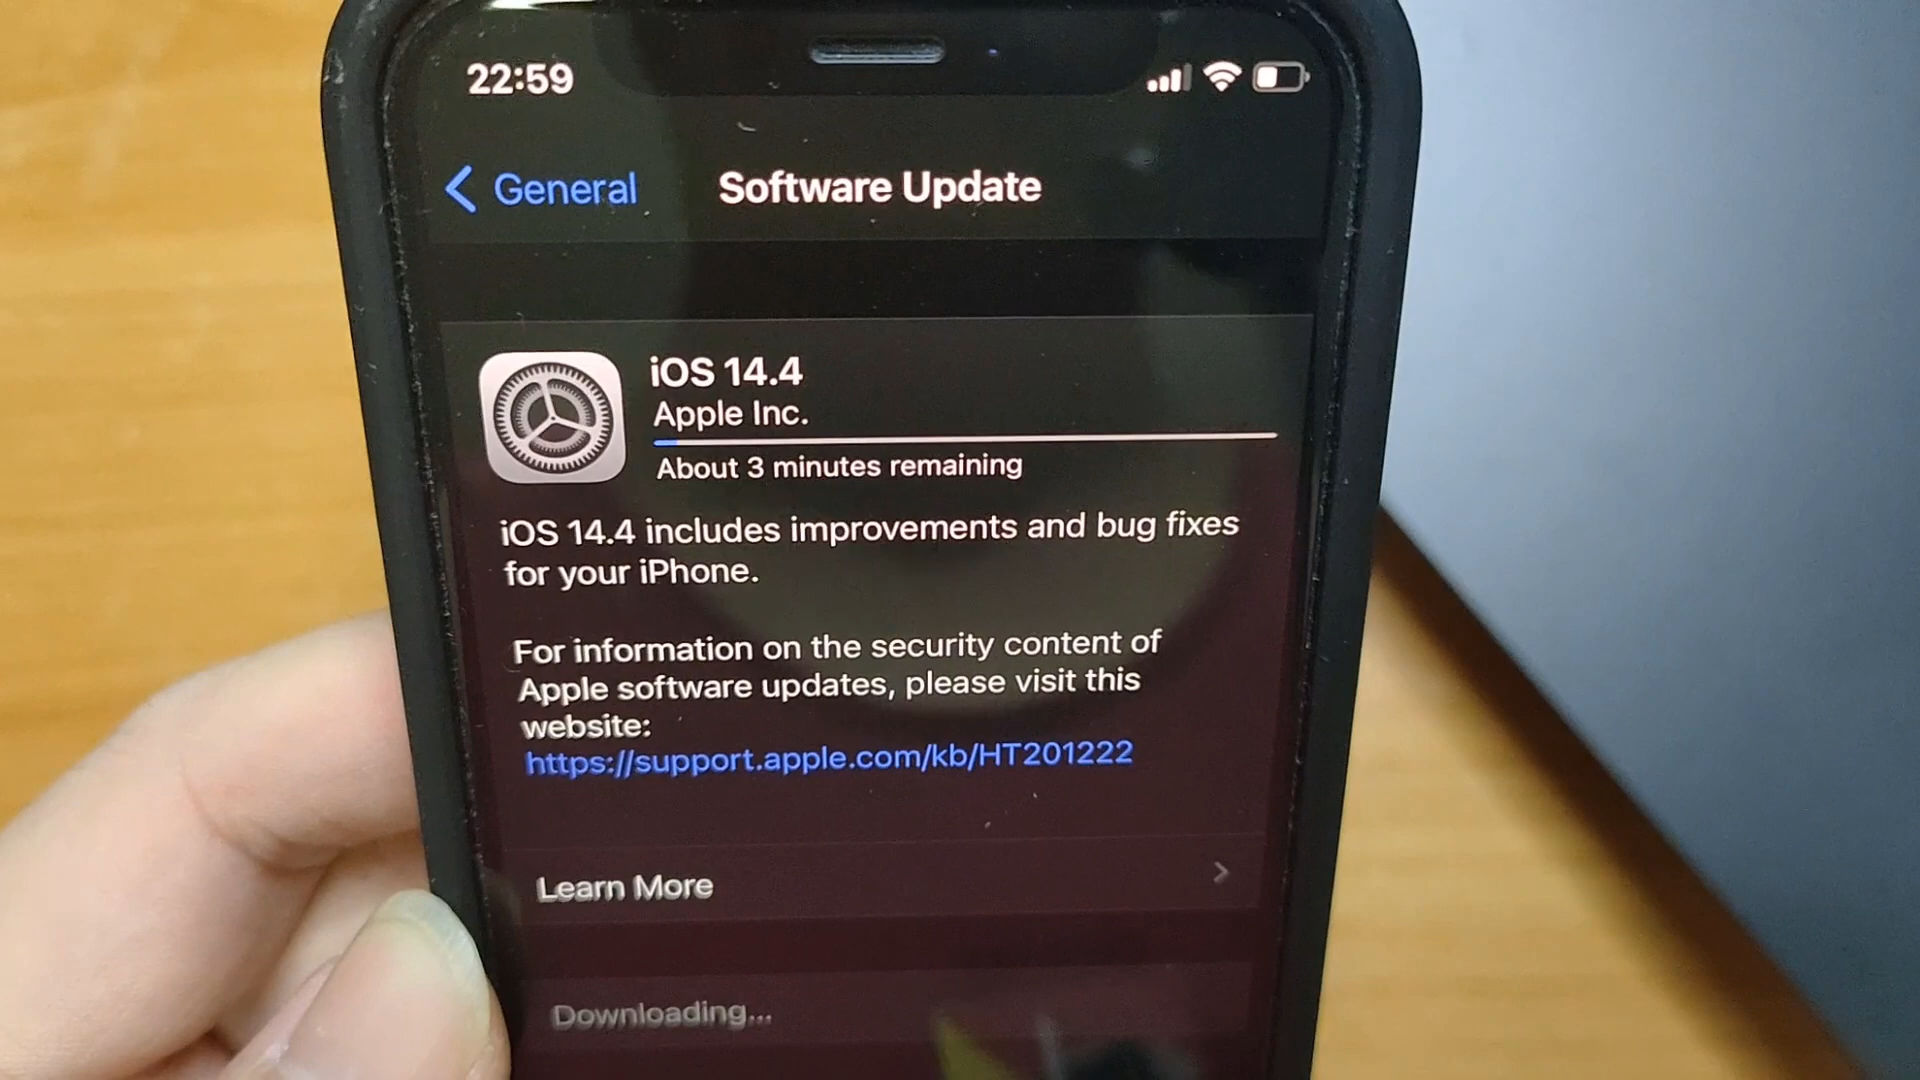 22:59
General
Software Update
iOS 14.4
Apple Inc.
About 3 minutes remaining
iOS 14.4 includes improvements and bug fixes
for your iPhone.
For information on the security content of
Apple software updates, please visit this
website:
https://support.apple.com/kb/HT201222
Learn More
Downloading...